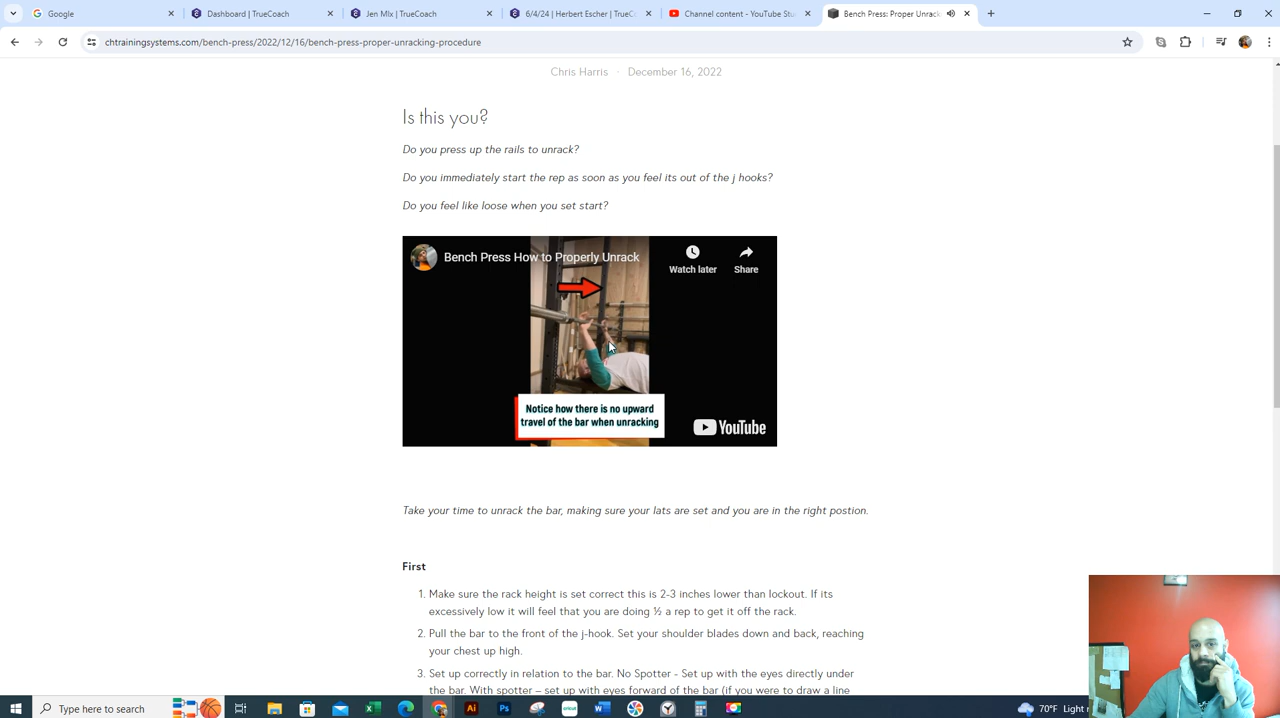 Google
Dashboard | TrueCoach
Jen Mlx | TrueCoach
6/4/24 | Herbert Escher | TrueC
Channel content - YouTube Stu
Bench Press: Proper Unrack
chtrainingsystems.com/bench-press/2022/12/16/bench-press-proper-unracking-procedure
Chris Harris · December 16, 2022
Is this you?
Do you press up the rails to unrack?
Do you immediately start the rep as soon as you feel its out of the j hooks?
Do you feel like loose when you set start?
Bench Press How to Properly Unrack
Watch later
Share
Notice how there is no upward
travel of the bar when unracking
YouTube
Take your time to unrack the bar, making sure your lats are set and you are in the right postion.
First
1. Make sure the rack height is set correct this is 2-3 inches lower than lockout. If its
excessively low it will feel that you are doing ½ a rep to get it off the rack.
2. Pull the bar to the front of the j-hook. Set your shoulder blades down and back, reaching
your chest up high.
3. Set up correctly in relation to the bar. No Spotter - Set up with the eyes directly under
the bar. With spotter – set up with eyes forward of the bar (if you were to draw a line
Type here to search
70°F Light r